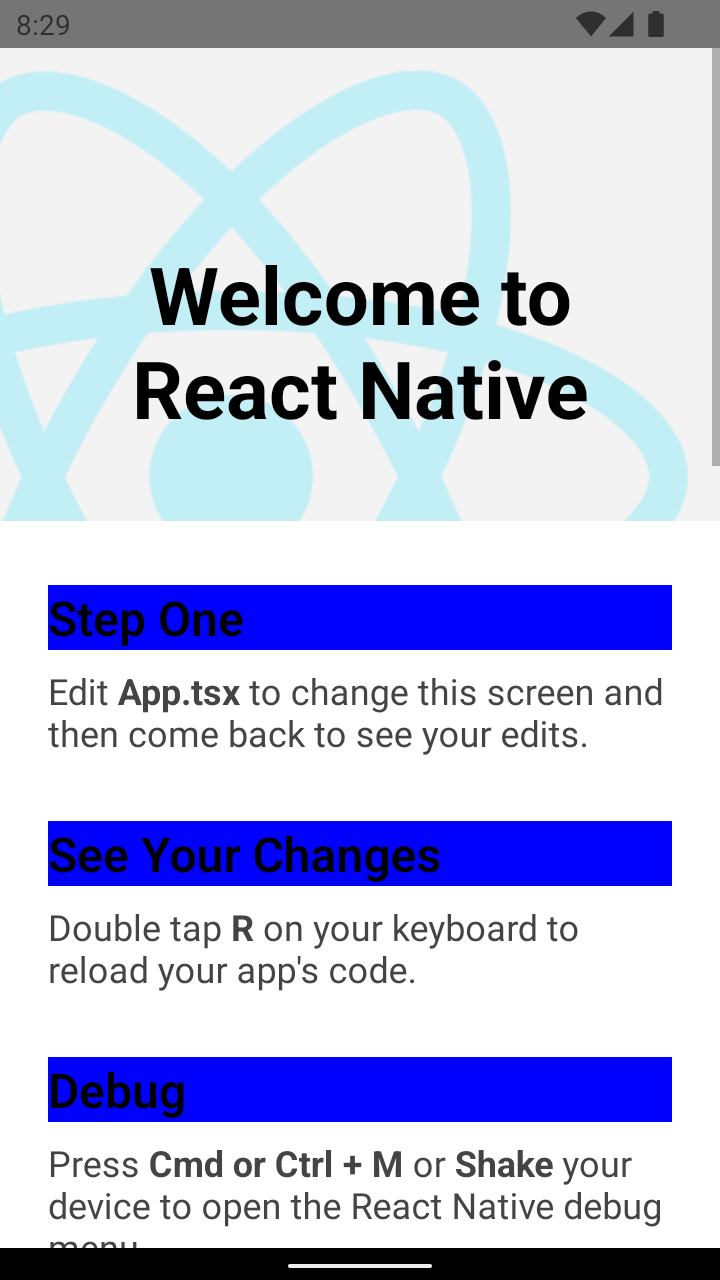 8:29
Welcome to
React Native
Step One
Edit App.tsx to change this screen and
then come back to see your edits.
See Your Changes
Double tap R on your keyboard to
reload your app's code.
Debug
Press Cmd or Ctrl + M or Shake your
device to open the React Native debug
menu